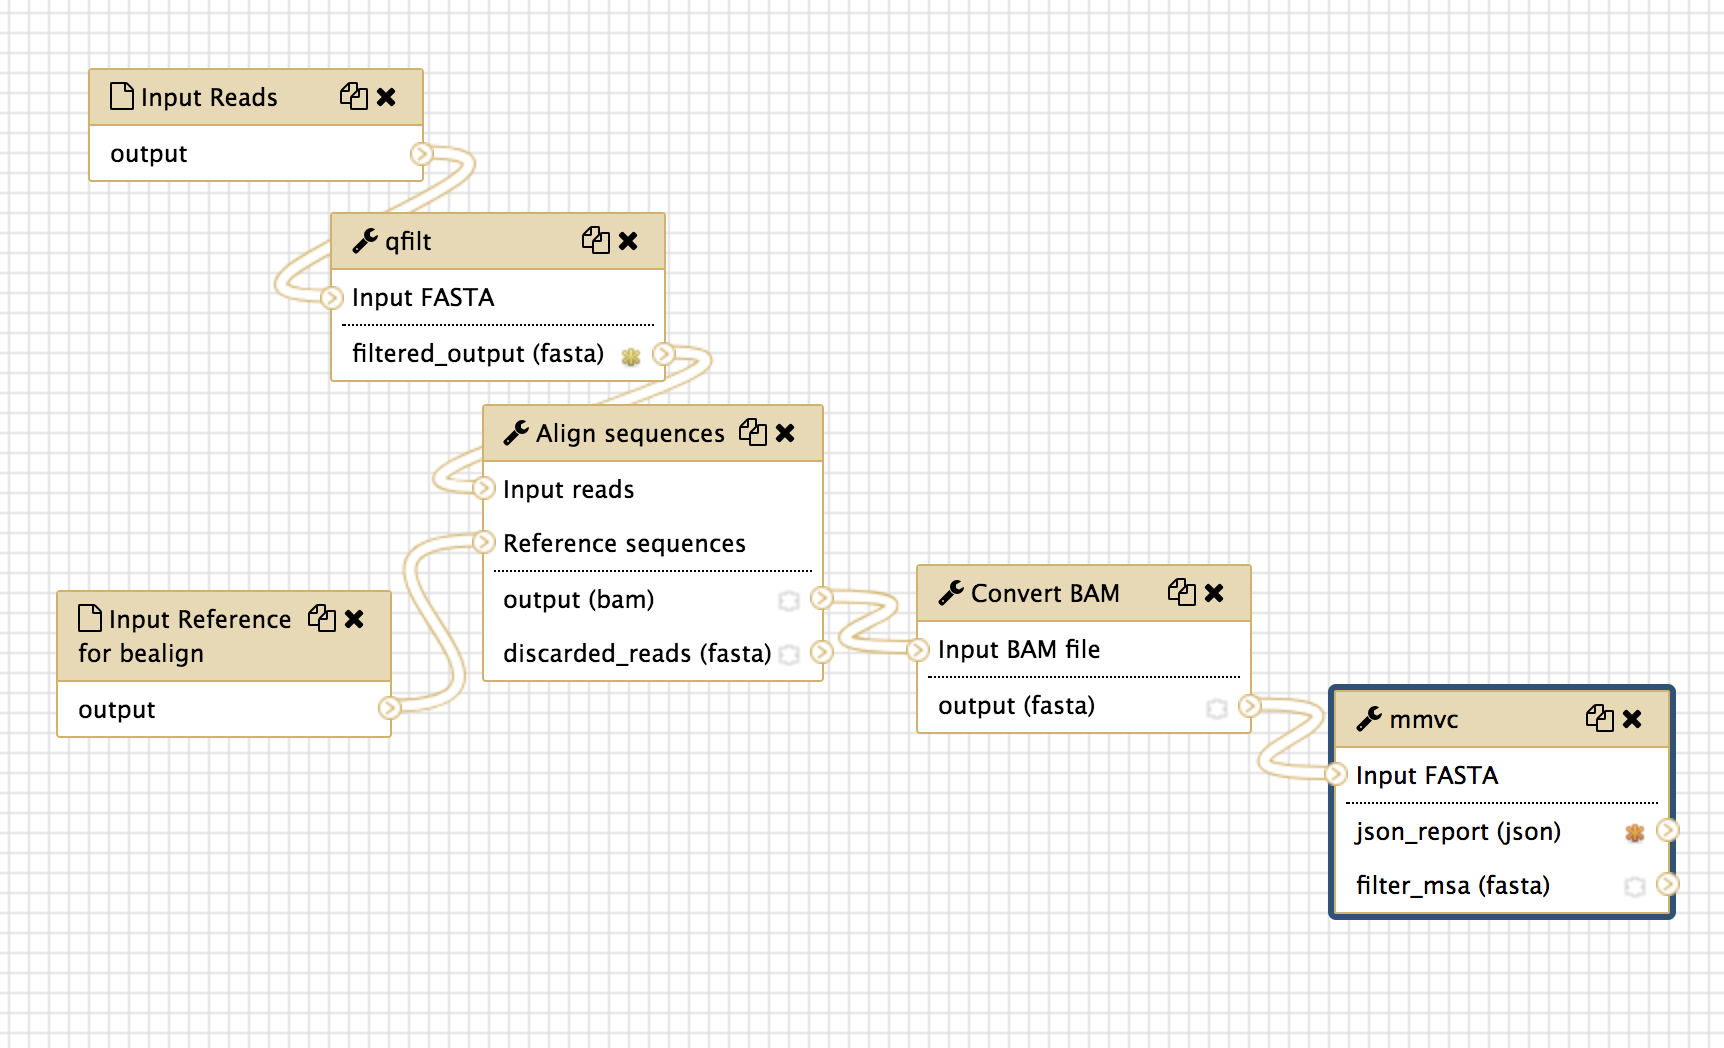 Input Reads
output
qfilt
Input FASTA
filtered_output (fasta)
Align sequences
Input reads
Reference sequences
output (bam)
discarded_reads (fasta)
Input Reference
for bealign
output
Convert BAM
Input BAM file
output (fasta)
mmvc
Input FASTA
json_report (json)
filter_msa (fasta)